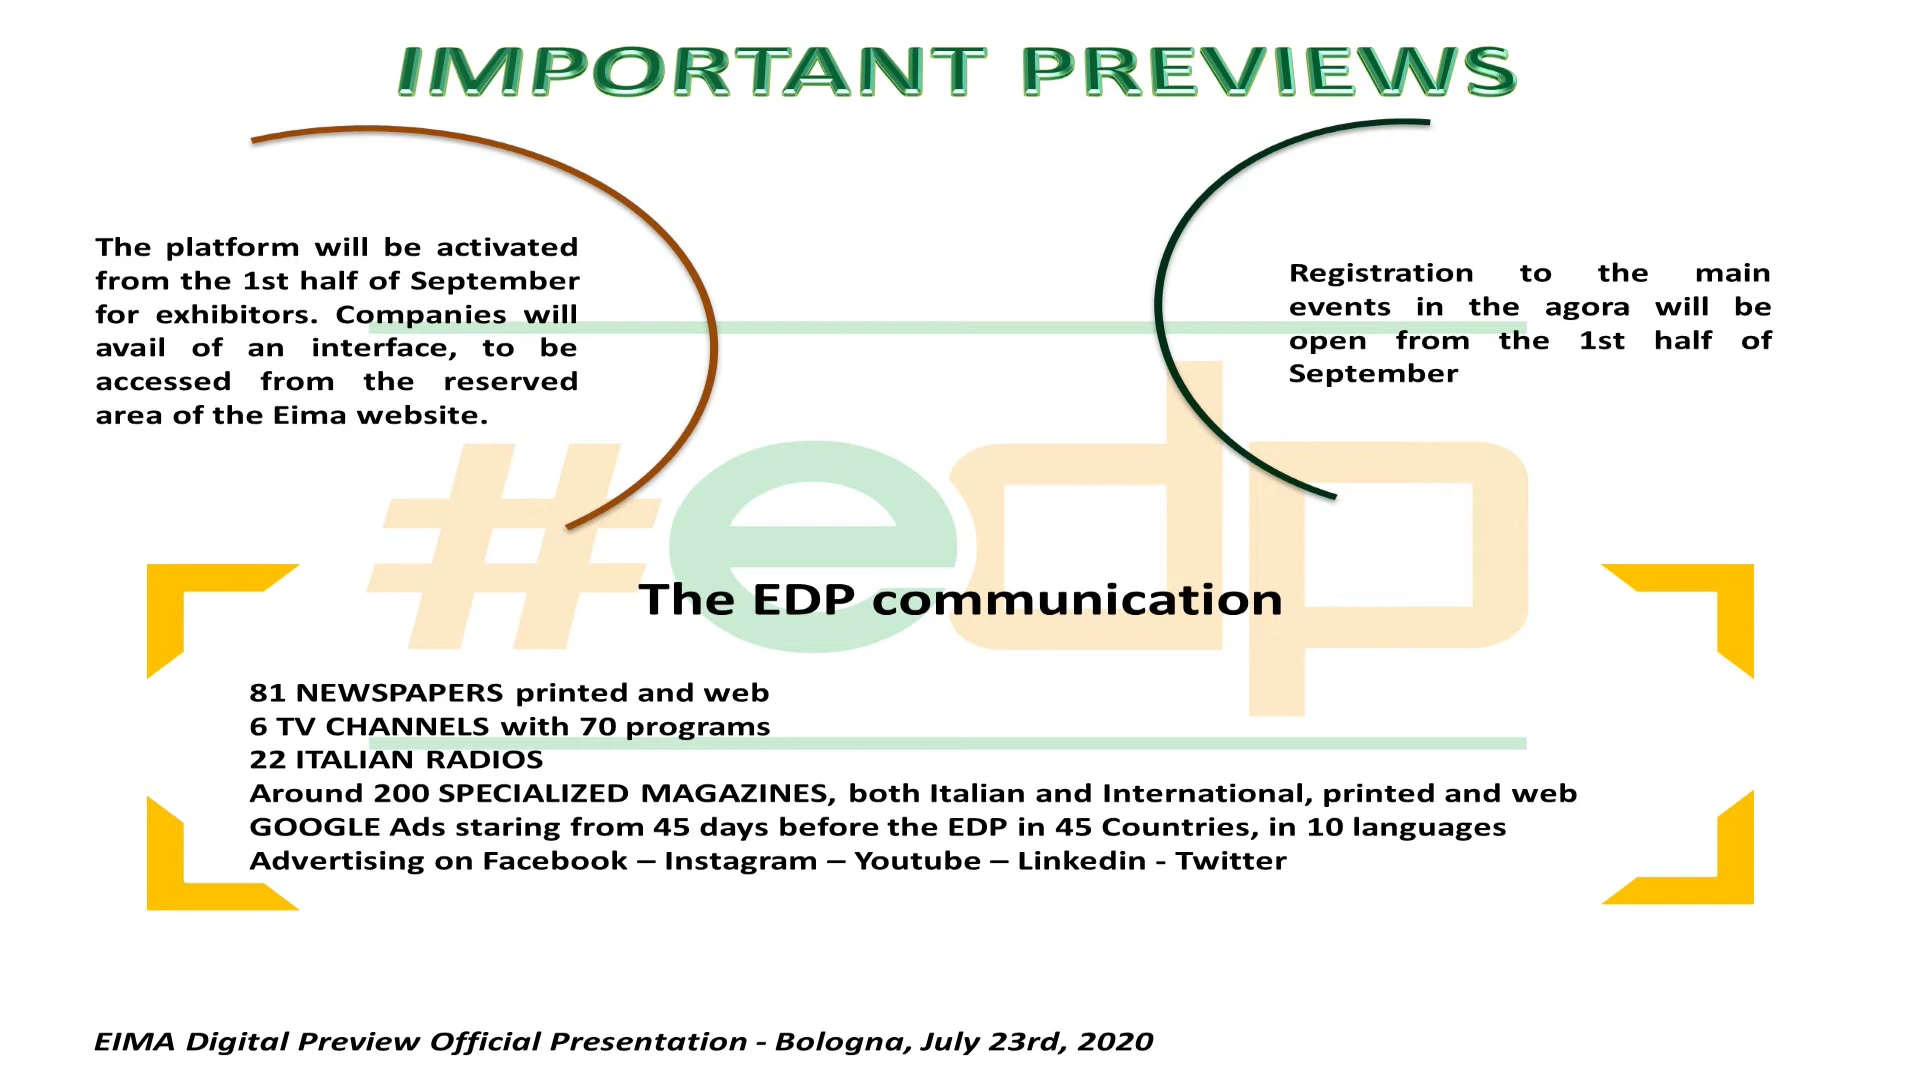 IMPORTANT PREVIEWS
The platform will be activated
from the 1st half of September
for exhibitors. Companies will
avail of an interface, to be
accessed from the reserved
area of the Eima website.
Registration to the main
events in the agora will be
open from the 1st half of
September
#edp
The EDP communication
81 NEWSPAPERS printed and web
6 TV CHANNELS with 70 programs
22 ITALIAN RADIOS
Around 200 SPECIALIZED MAGAZINES, both Italian and International, printed and web
GOOGLE Ads staring from 45 days before the EDP in 45 Countries, in 10 languages
Advertising on Facebook – Instagram – Youtube – Linkedin - Twitter
EIMA Digital Preview Official Presentation - Bologna, July 23rd, 2020